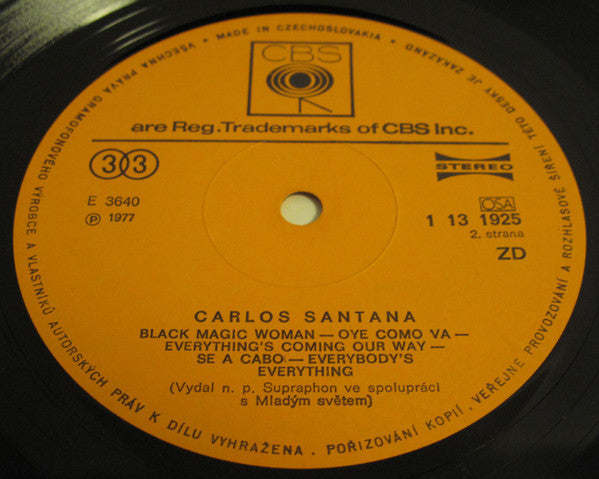 VŠECHNA PRÁVA GRAMOFONOVÉHO VÝROBCE A VLASTNÍKŮ AUTORSKÝCH PRÁV K DÍLU VYHRAŽENA . POŘIZOVÁNÍ KOPIÍ, VEŘEJNÉ PROVOZOVÁNÍ A ROZHLASOVÉ ŠÍŘENÍ TÉTO DESKY JE ZAKÁZÁNO • MADE IN CZECHOSLOVAKIA •
CBS
are Reg. Trademarks of CBS Inc.
33
STEREO
E 3640
OSA
Ⓟ 1977
1 13 1925
2. strana
ZD
CARLOS SANTANA
BLACK MAGIC WOMAN — OYE COMO VA —
EVERYTHING'S COMING OUR WAY —
SE A CABO — EVERYBODY'S
EVERYTHING
(Vydal n. p. Supraphon ve spolupráci
s Mladým světem)